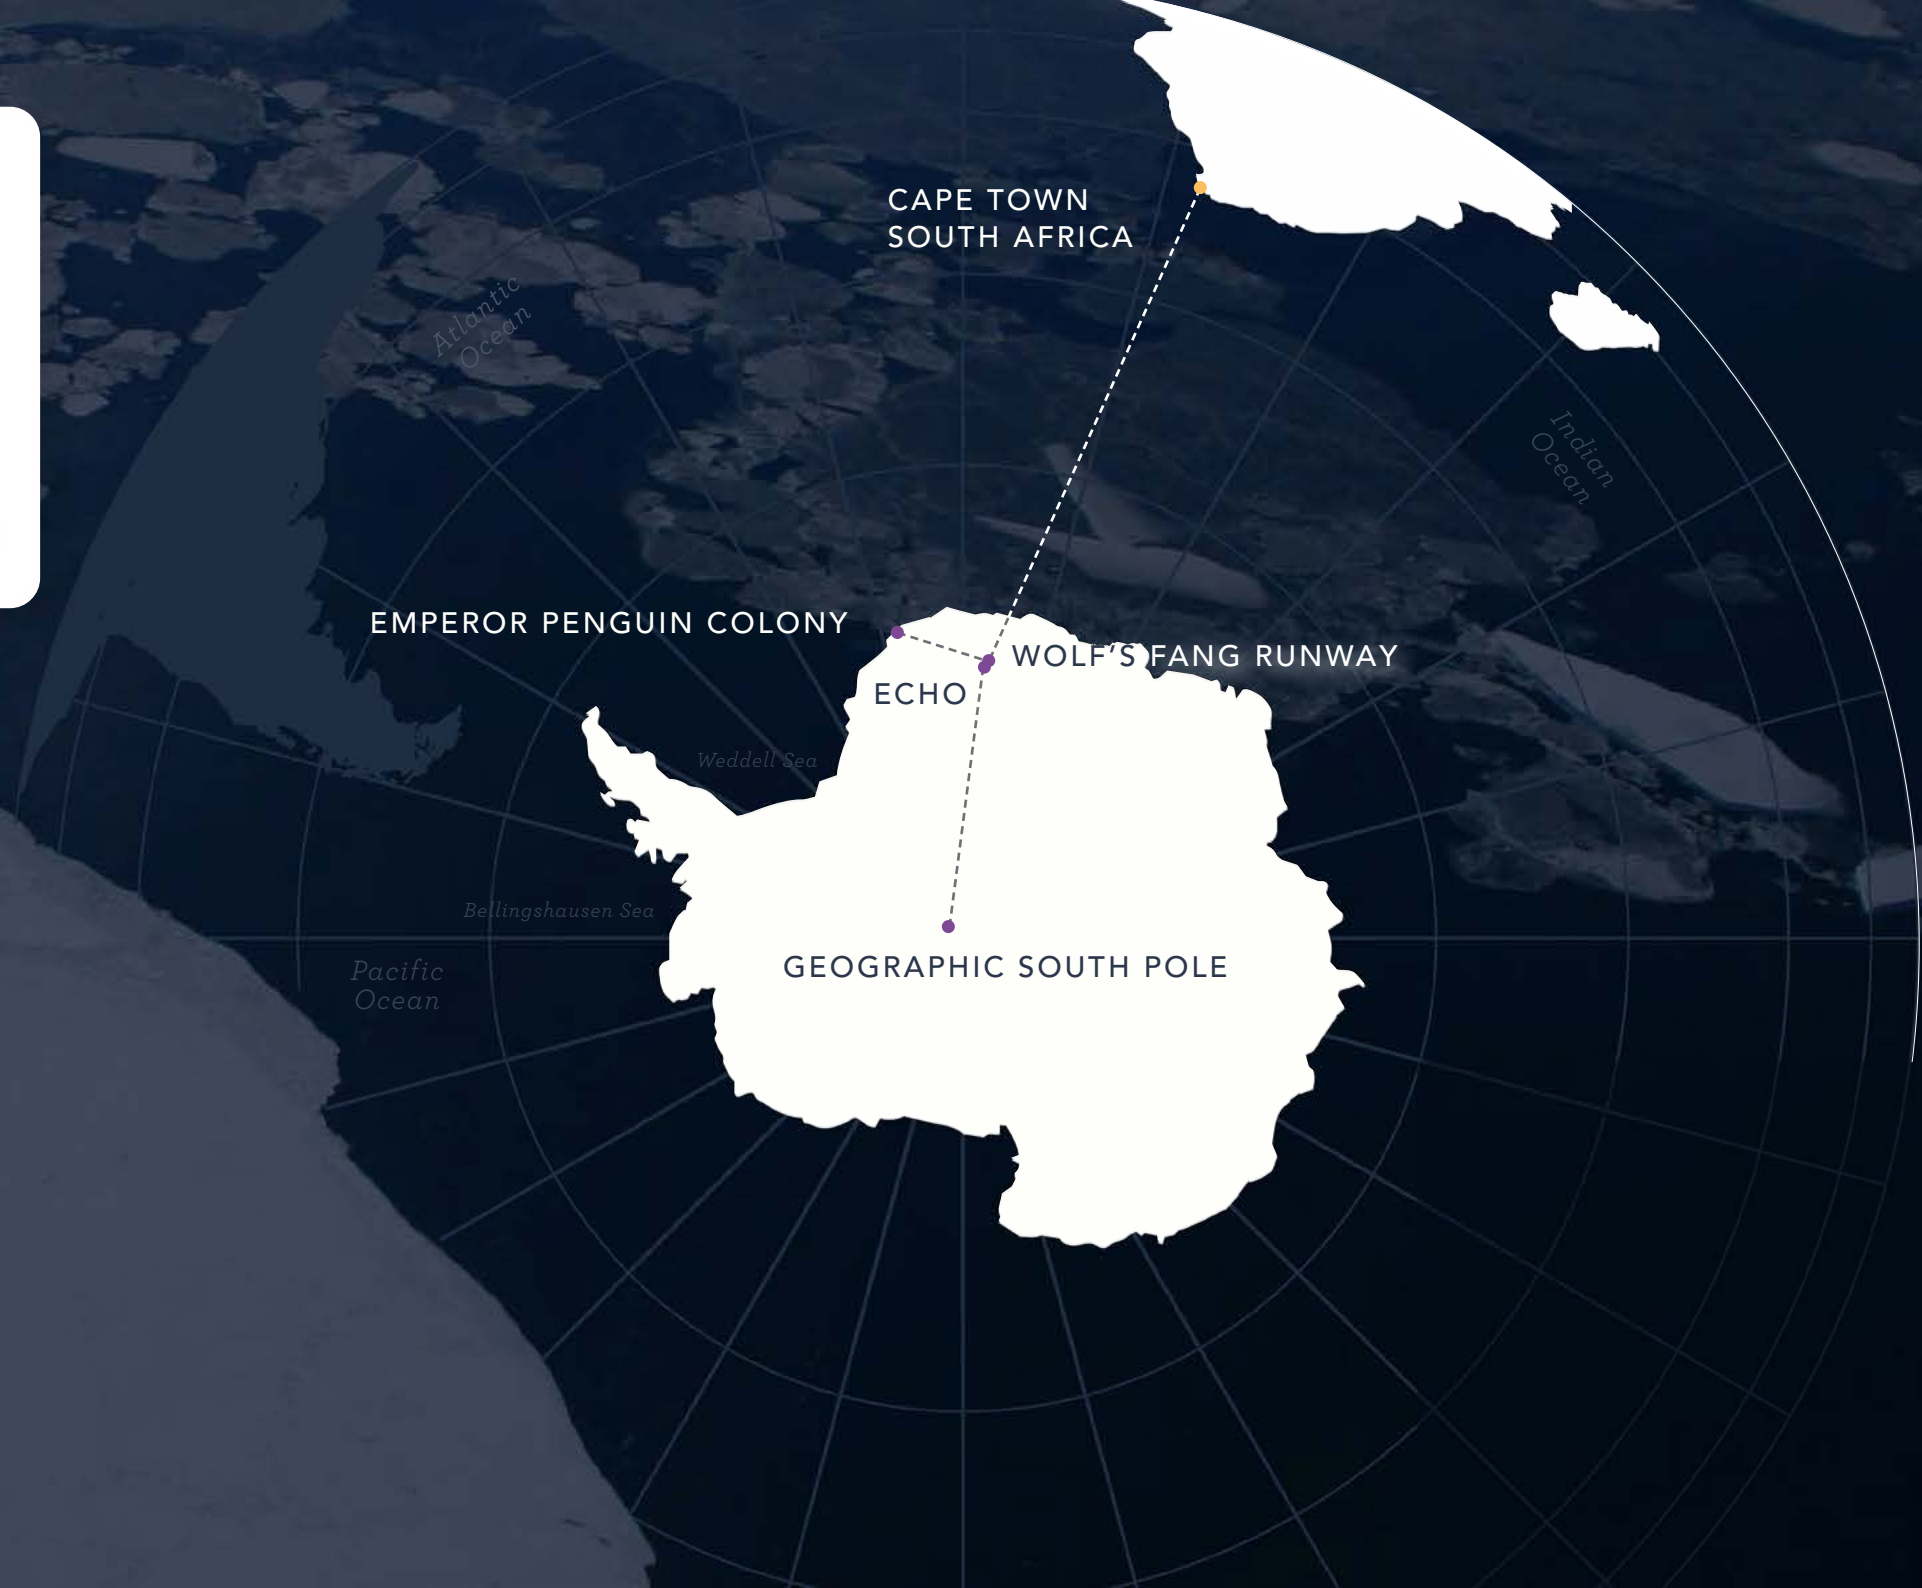 CAPE TOWN
SOUTH AFRICA
Atlantic
Ocean
Indian
Ocean
EMPEROR PENGUIN COLONY
WOLF’S FANG RUNWAY
ECHO
Weddell Sea
Bellingshausen Sea
Pacific
Ocean
GEOGRAPHIC SOUTH POLE